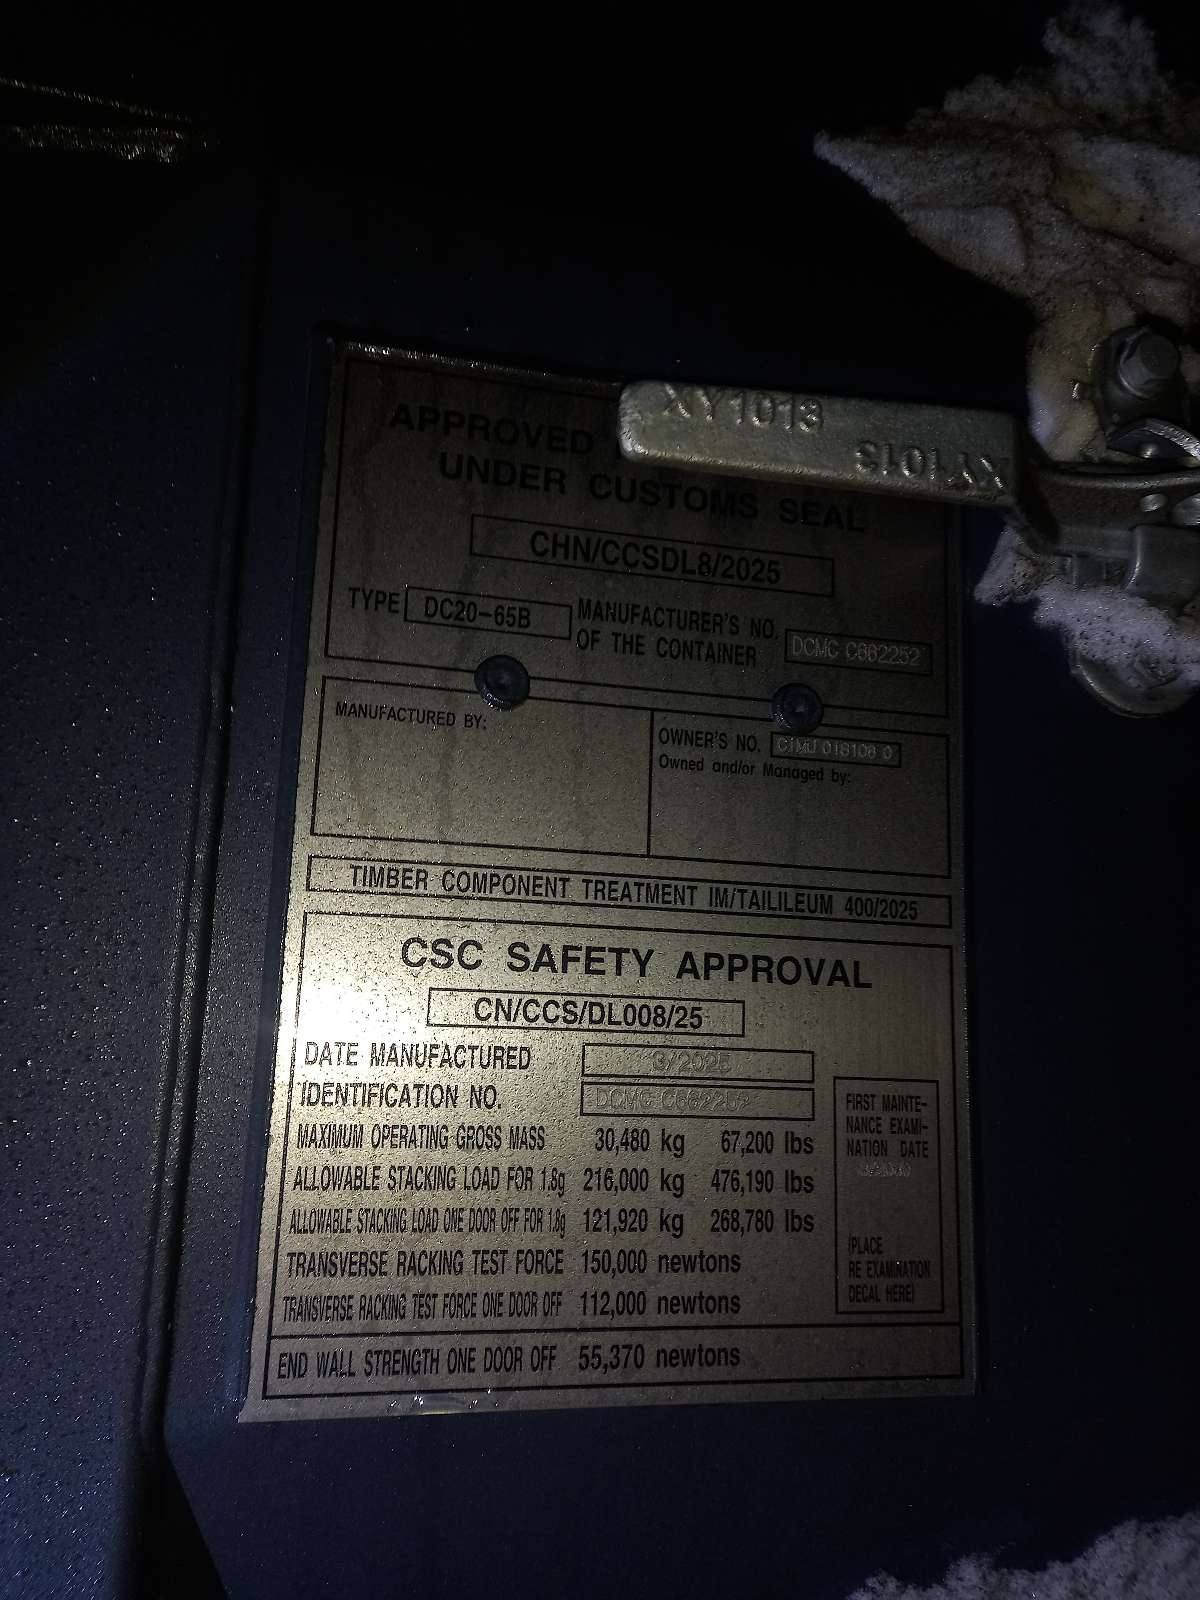 XY1013
XY1013
APPROVED
UNDER CUSTOMS SEAL
CHN/CCSDL8/2025
TYPE DC20-65B
MANUFACTURER'S NO.
OF THE CONTAINER
DCMC C662252
MANUFACTURED BY:
OWNER'S NO.
Owned and/or Managed by:
TIMBER COMPONENT TREATMENT IM/TAILILEUM 400/2025
CSC SAFETY APPROVAL
CN/CCS/DL008/25
DATE MANUFACTURED 3/2025
IDENTIFICATION NO. DCMC C662252
MAXIMUM OPERATING GROSS MASS 30,480 kg 67,200 lbs
ALLOWABLE STACKING LOAD FOR 1.8g 216,000 kg 476,190 lbs
ALLOWABLE STACKING LOAD ONE DOOR OFF FOR 1.8g 121,920 kg 268,780 lbs
TRANSVERSE RACKING TEST FORCE 150,000 newtons
TRANSVERSE RACKING TEST FORCE ONE DOOR OFF 112,000 newtons
END WALL STRENGTH ONE DOOR OFF 55,370 newtons
FIRST MAINTE-
NANCE EXAMI-
NATION DATE
(PLACE
RE EXAMINATION
DECAL HERE)